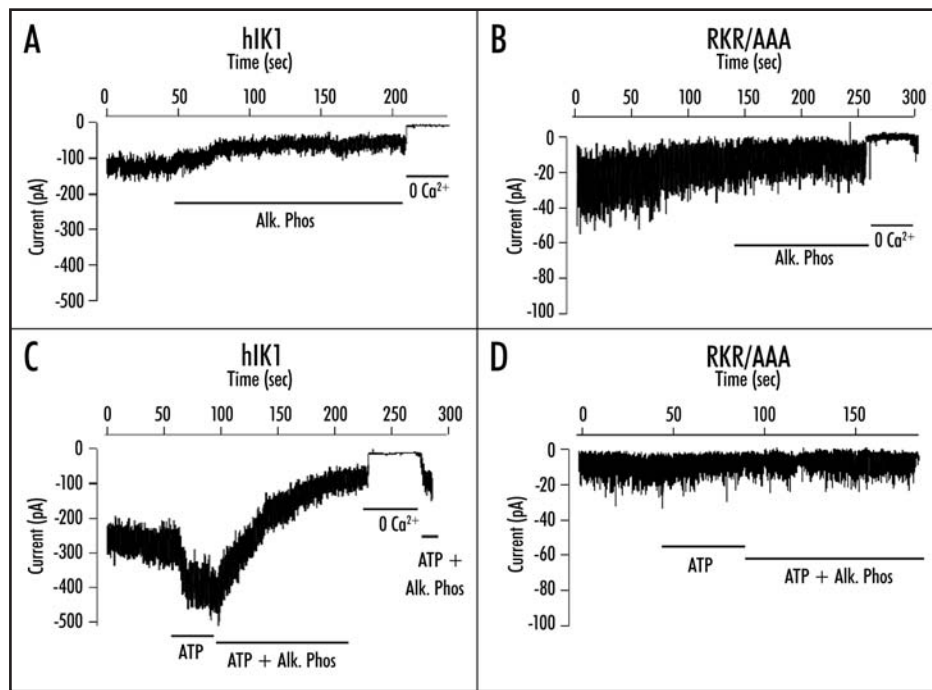 A
hIK1
Time (sec)
0 50 100 150 200
0
-100
-200
-300
-400
-500
Current (pA)
0 Ca²⁺
Alk. Phos
B
RKR/AAA
Time (sec)
0 50 100 150 200 250 300
0
-20
-40
-60
-80
-100
Current (pA)
0 Ca²⁺
Alk. Phos
C
hIK1
Time (sec)
0 50 100 150 200 250 300
0
-100
-200
-300
-400
-500
Current (pA)
0 Ca²⁺
ATP +
Alk. Phos
ATP
ATP + Alk. Phos
D
RKR/AAA
Time (sec)
0 50 100 150
0
-20
-40
-60
-80
-100
Current (pA)
ATP
ATP + Alk. Phos